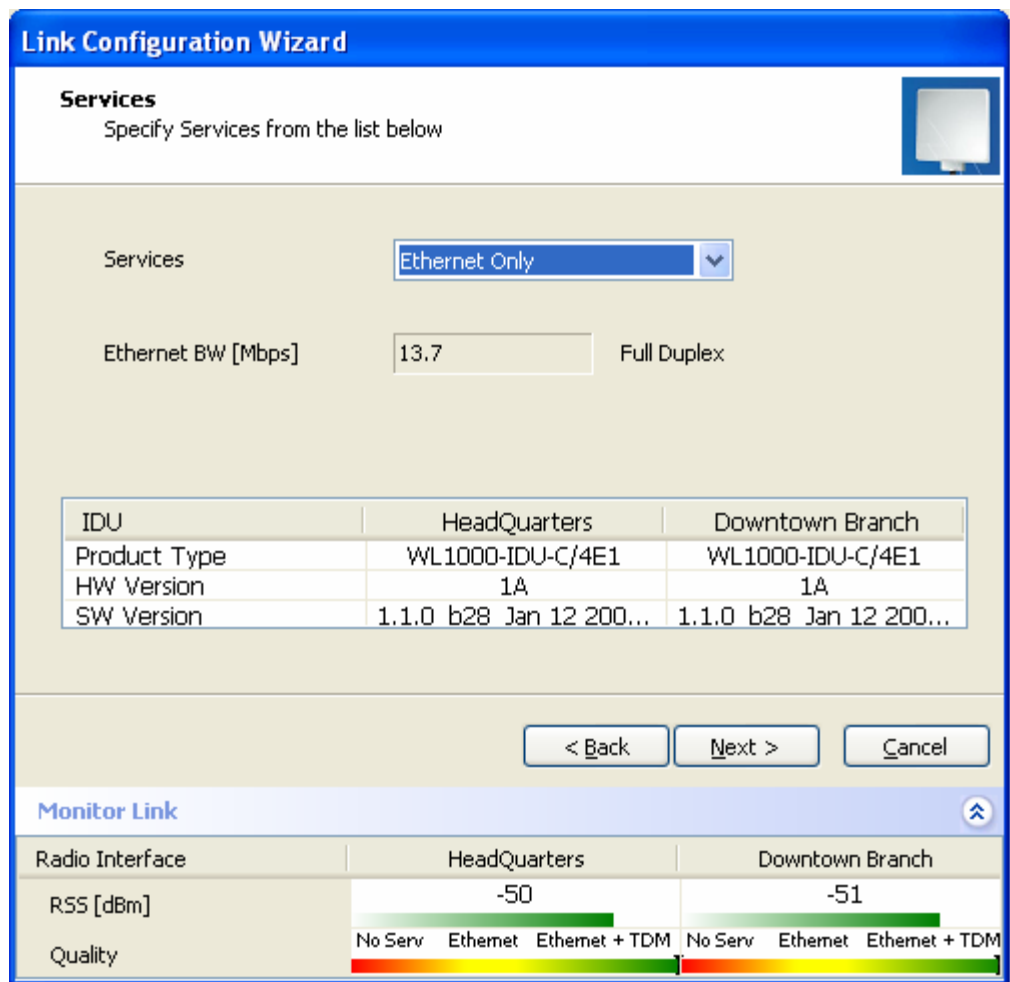 Link Configuration Wizard
Services
Specify Services from the list below
Services Ethernet Only
Ethernet BW [Mbps] 13.7 Full Duplex
IDU HeadQuarters Downtown Branch
Product Type WL1000-IDU-C/4E1 WL1000-IDU-C/4E1
HW Version 1A 1A
SW Version 1.1.0 b28 Jan 12 200... 1.1.0 b28 Jan 12 200...
< Back Next > Cancel
Monitor Link
Radio Interface HeadQuarters Downtown Branch
RSS [dBm] -50 -51
Quality No Serv Ethernet Ethernet + TDM No Serv Ethernet Ethernet + TDM